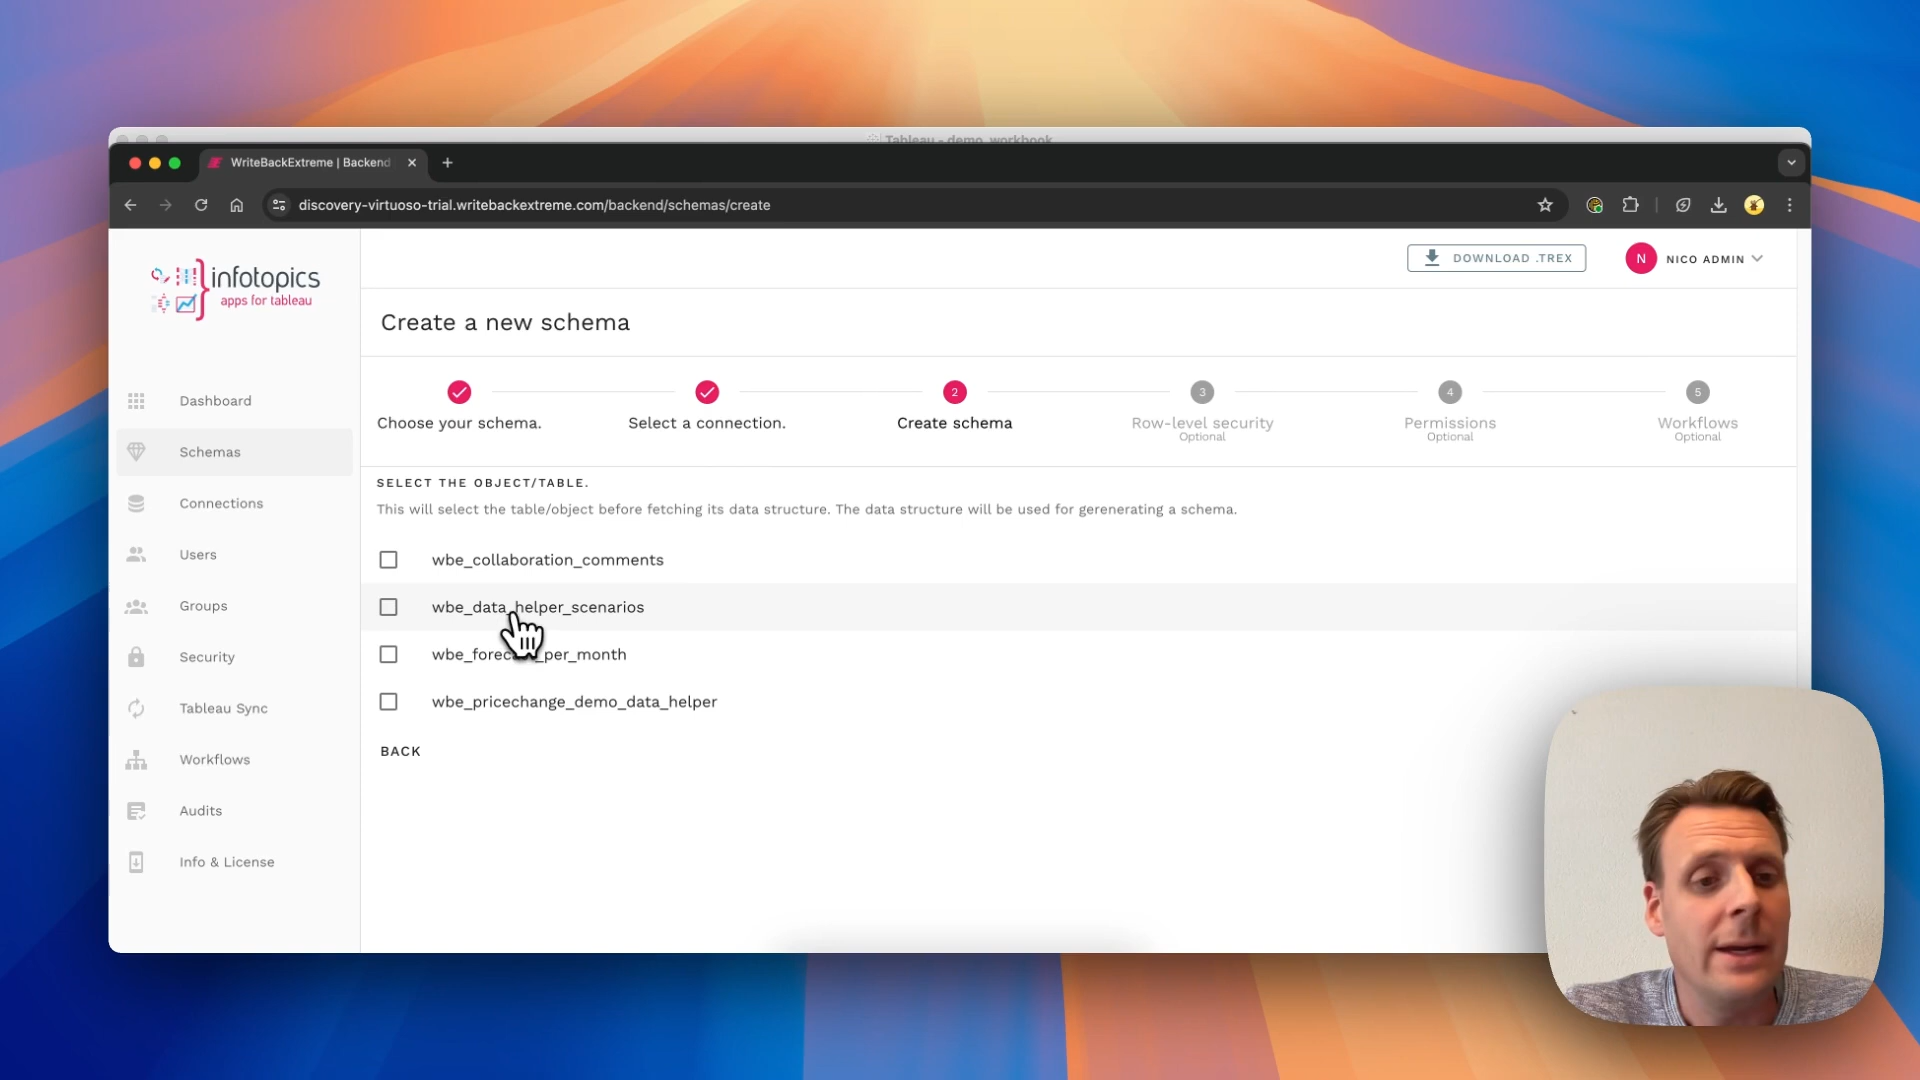 Tableau - demo_workbook
WriteBackExtreme | Backend
discovery-virtuoso-trial.writebackextreme.com/backend/schemas/create
infotopics
apps for tableau
DOWNLOAD .TREX
N
NICO ADMIN
Create a new schema
2
3
4
5
Choose your schema.
Select a connection.
Create schema
Row-level security
Optional
Permissions
Optional
Workflows
Optional
Dashboard
Schemas
Connections
Users
Groups
Security
Tableau Sync
Workflows
Audits
Info & License
SELECT THE OBJECT/TABLE.
This will select the table/object before fetching its data structure. The data structure will be used for gerenerating a schema.
wbe_collaboration_comments
wbe_data_helper_scenarios
wbe_forecast_per_month
wbe_pricechange_demo_data_helper
BACK